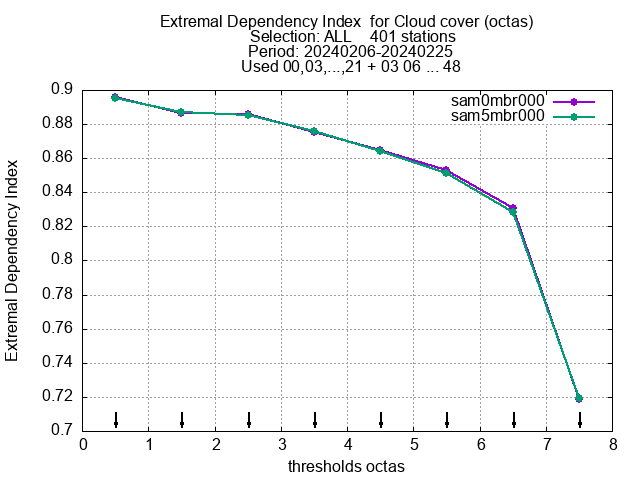 Extremal Dependency Index  for Cloud cover (octas)
Selection: ALL    401 stations
Period: 20240206-20240225
Used 00,03,...,21 + 03 06 ... 48
sam0mbr000
sam5mbr000
Extremal Dependency Index
0.9
0.88
0.86
0.84
0.82
0.8
0.78
0.76
0.74
0.72
0.7
0 1 2 3 4 5 6 7 8
thresholds octas